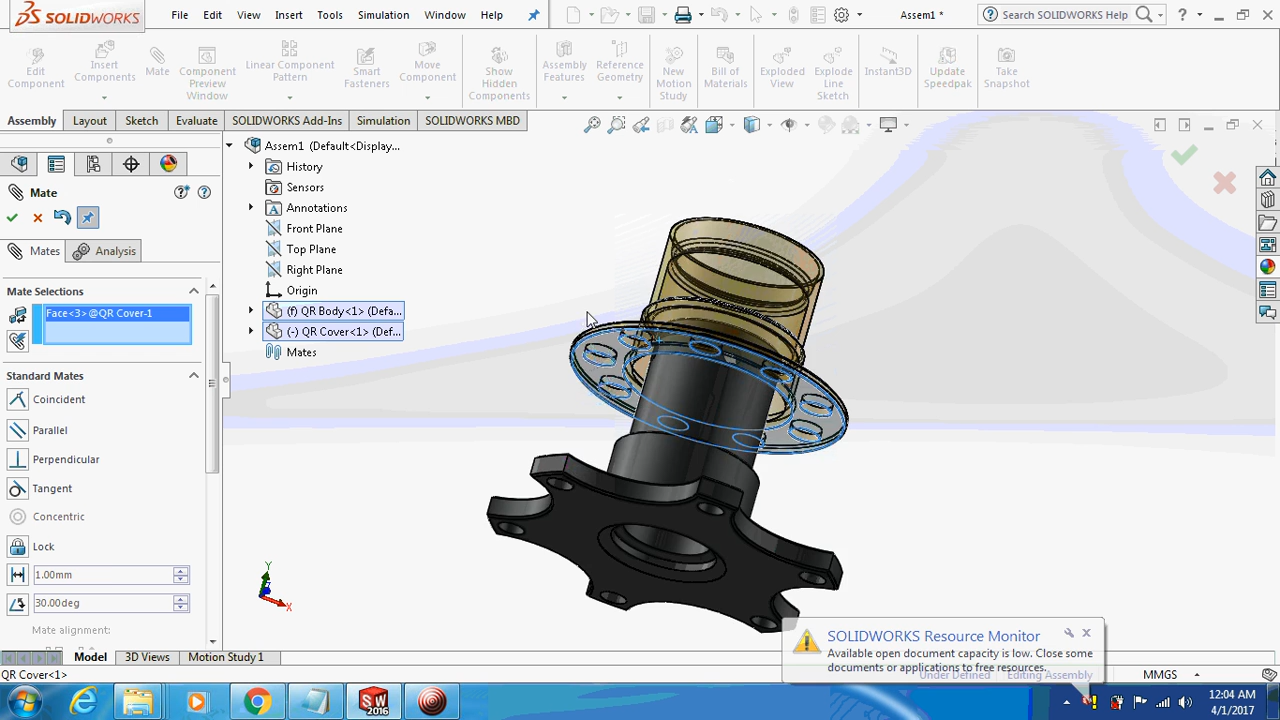 SOLIDWORKS
File Edit View Insert Tools Simulation Window Help
Assem1 *
Search SOLIDWORKS Help
Edit Component
Insert Components
Mate
Component Preview Window
Linear Component Pattern
Smart Fasteners
Move Component
Show Hidden Components
Assembly Features
Reference Geometry
New Motion Study
Bill of Materials
Exploded View
Explode Line Sketch
Instant3D
Update Speedpak
Take Snapshot
Assembly Layout Sketch Evaluate SOLIDWORKS Add-Ins Simulation SOLIDWORKS MBD
Mate
Mates Analysis
Mate Selections
Face<3>@QR Cover-1
Standard Mates
Coincident
Parallel
Perpendicular
Tangent
Concentric
Lock
1.00mm
30.00deg
Mate alignment:
Assem1 (Default<Display...
History
Sensors
Annotations
Front Plane
Top Plane
Right Plane
Origin
(f) QR Body<1> (Defa...
(-) QR Cover<1> (Def...
Mates
Y
X
SOLIDWORKS Resource Monitor
Available open document capacity is low. Close some
documents or applications to free resources.
Model 3D Views Motion Study 1
QR Cover<1>
Under Defined Editing Assembly MMGS
SW 2016
12:04 AM
4/1/2017